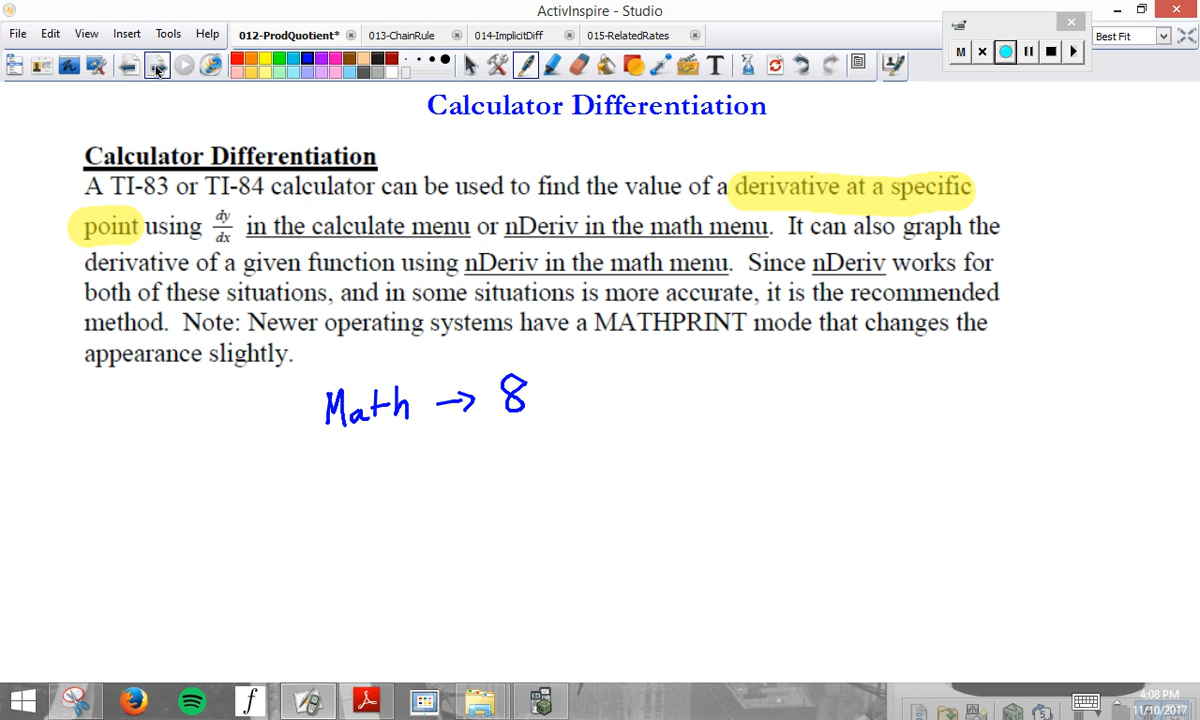 ActivInspire - Studio
File Edit View Insert Tools Help
012-ProdQuotient* 013-ChainRule 014-ImplicitDiff 015-RelatedRates
M
Best Fit
T
Calculator Differentiation
Calculator Differentiation
A TI-83 or TI-84 calculator can be used to find the value of a derivative at a specific
point using dy/dx in the calculate menu or nDeriv in the math menu. It can also graph the
derivative of a given function using nDeriv in the math menu. Since nDeriv works for
both of these situations, and in some situations is more accurate, it is the recommended
method. Note: Newer operating systems have a MATHPRINT mode that changes the
appearance slightly.
Math → 8
f
4:08 PM
11/10/2017